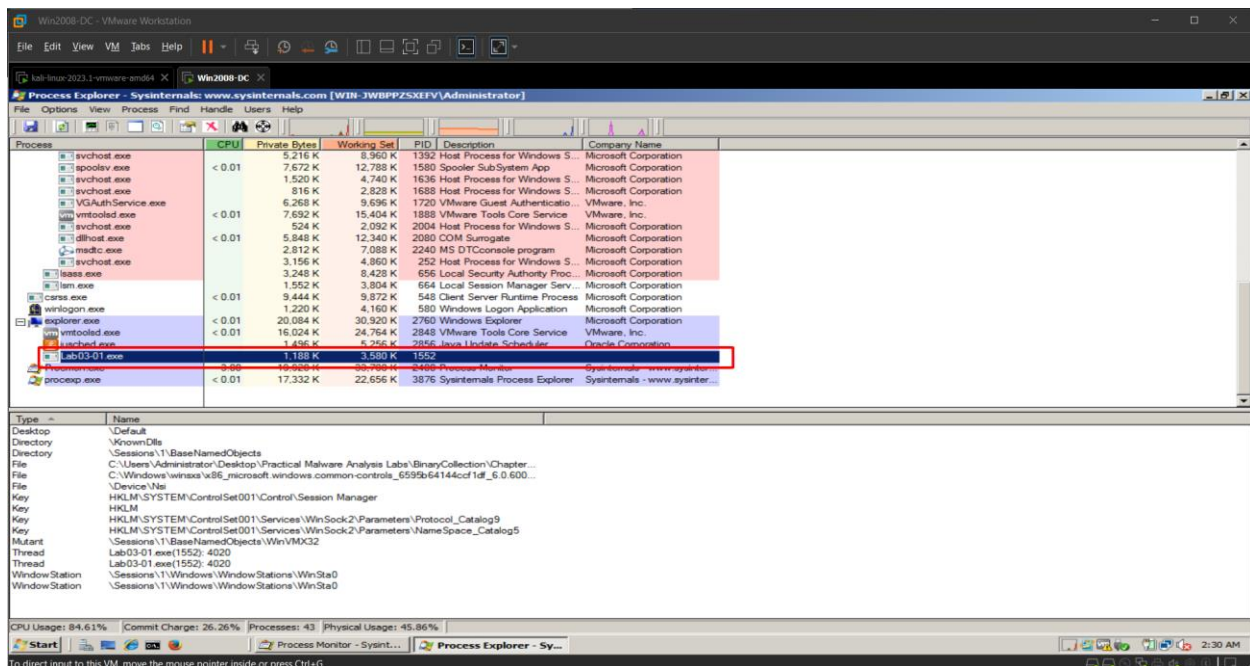 Win2008-DC - VMware Workstation
File Edit View VM Tabs Help
kali-linux-2023.1-vmware-amd64 Win2008-DC
Process Explorer - Sysinternals: www.sysinternals.com [WIN-JWBPPZSXEFV\Administrator]
File Options View Process Find Handle Users Help
Process CPU Private Bytes Working Set PID Description Company Name
svchost.exe 5,216 K 8,960 K 1392 Host Process for Windows S... Microsoft Corporation
spoolsv.exe < 0.01 7,672 K 12,788 K 1580 Spooler SubSystem App Microsoft Corporation
svchost.exe 1,520 K 4,740 K 1636 Host Process for Windows S... Microsoft Corporation
svchost.exe 816 K 2,828 K 1688 Host Process for Windows S... Microsoft Corporation
VGAuthService.exe 6,268 K 9,696 K 1720 VMware Guest Authenticatio... VMware, Inc.
vmtoolsd.exe < 0.01 7,692 K 15,404 K 1888 VMware Tools Core Service VMware, Inc.
svchost.exe 524 K 2,092 K 2004 Host Process for Windows S... Microsoft Corporation
dllhost.exe < 0.01 5,848 K 12,340 K 2080 COM Surrogate Microsoft Corporation
msdtc.exe 2,812 K 7,088 K 2240 MS DTCconsole program Microsoft Corporation
svchost.exe 3,156 K 4,860 K 252 Host Process for Windows S... Microsoft Corporation
lsass.exe 3,248 K 8,428 K 656 Local Security Authority Proc... Microsoft Corporation
lsm.exe 1,552 K 3,804 K 664 Local Session Manager Serv... Microsoft Corporation
csrss.exe < 0.01 9,444 K 9,872 K 548 Client Server Runtime Process Microsoft Corporation
winlogon.exe 1,220 K 4,160 K 580 Windows Logon Application Microsoft Corporation
explorer.exe < 0.01 20,084 K 30,920 K 2760 Windows Explorer Microsoft Corporation
vmtoolsd.exe < 0.01 16,024 K 24,764 K 2848 VMware Tools Core Service VMware, Inc.
jusched.exe 1,496 K 5,256 K 2856 Java Update Scheduler Oracle Corporation
Lab03-01.exe 1,188 K 3,580 K 1552
Procmon.exe Process Monitor Sysinternals - www.sysinter...
procexp.exe < 0.01 17,332 K 22,656 K 3876 Sysinternals Process Explorer Sysinternals - www.sysinter...
Type Name
Desktop \Default
Directory \KnownDlls
Directory \Sessions\1\BaseNamedObjects
File C:\Users\Administrator\Desktop\Practical Malware Analysis Labs\BinaryCollection\Chapter...
File C:\Windows\winsxs\x86_microsoft.windows.common-controls_6595b64144ccf1df_6.0.600...
File \Device\Nsi
Key HKLM\SYSTEM\ControlSet001\Control\Session Manager
Key HKLM
Key HKLM\SYSTEM\ControlSet001\Services\WinSock2\Parameters\Protocol_Catalog9
Key HKLM\SYSTEM\ControlSet001\Services\WinSock2\Parameters\NameSpace_Catalog5
Mutant \Sessions\1\BaseNamedObjects\WinVMX32
Thread Lab03-01.exe(1552): 4020
Thread Lab03-01.exe(1552): 4020
WindowStation \Sessions\1\Windows\WindowStations\WinSta0
WindowStation \Sessions\1\Windows\WindowStations\WinSta0
CPU Usage: 84.61% Commit Charge: 26.26% Processes: 43 Physical Usage: 45.86%
Start Process Monitor - Sysint... Process Explorer - Sy... 2:30 AM
To direct input to this VM, move the mouse pointer inside or press Ctrl+G.